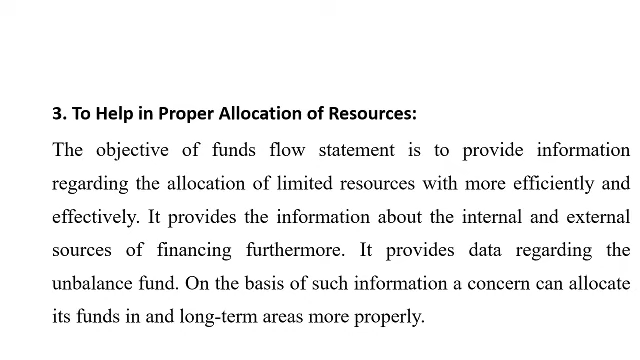 3. To Help in Proper Allocation of Resources:
The objective of funds flow statement is to provide information
regarding the allocation of limited resources with more efficiently and
effectively. It provides the information about the internal and external
sources of financing furthermore. It provides data regarding the
unbalance fund. On the basis of such information a concern can allocate
its funds in and long-term areas more properly.